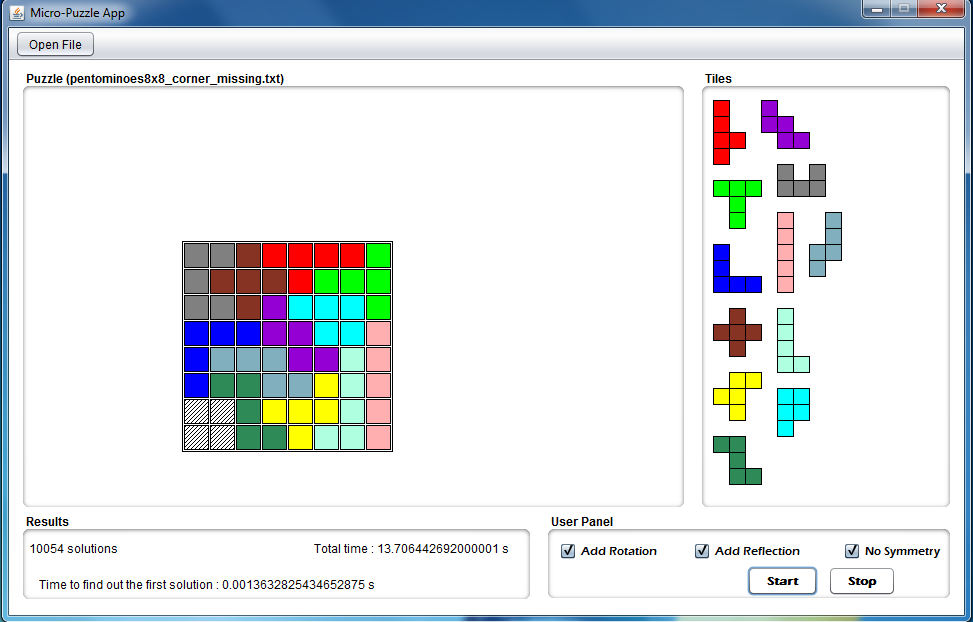 Micro-Puzzle App
Open File
Puzzle (pentominoes8x8_corner_missing.txt)
Tiles
Results
10054 solutions
Total time : 13.706442692000001 s
Time to find out the first solution : 0.0013632825434652875 s
User Panel
Add Rotation
Add Reflection
No Symmetry
Start
Stop